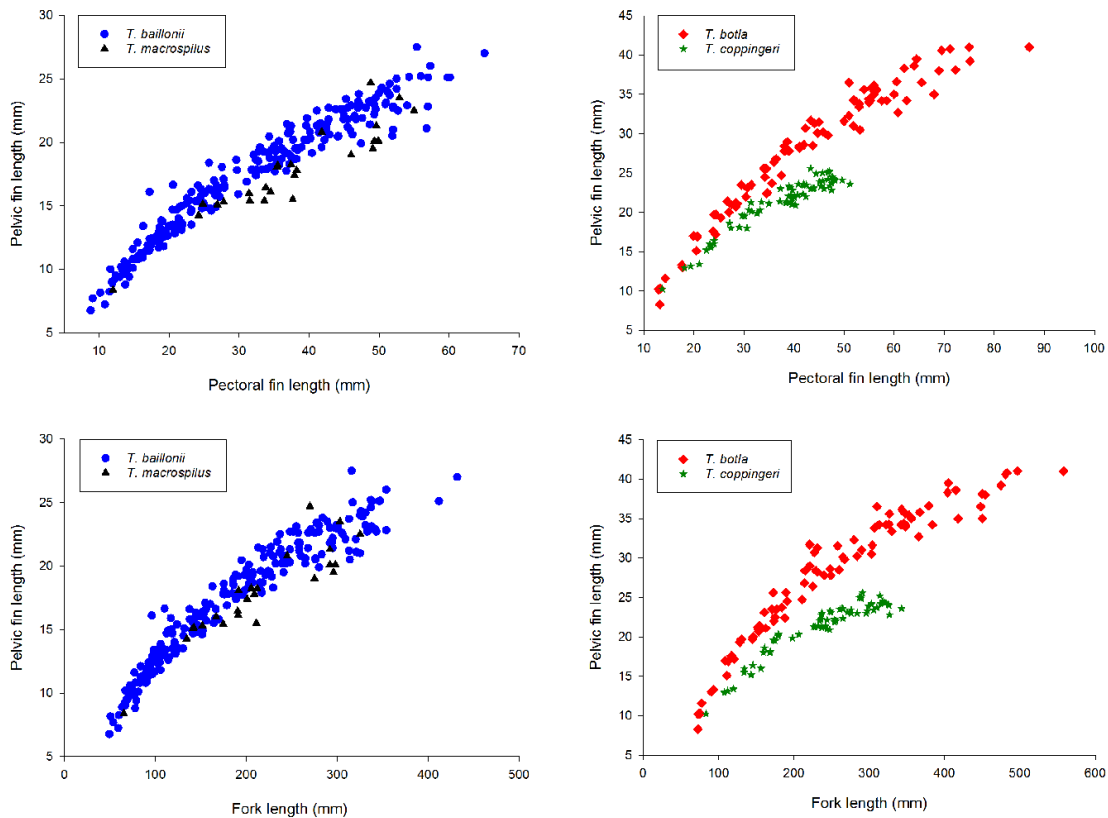 T. baillonii
T. macrospilus
Pelvic fin length (mm)
30
25
20
15
10
5
10 20 30 40 50 60 70
Pectoral fin length (mm)
T. botla
T. coppingeri
Pelvic fin length (mm)
45
40
35
30
25
20
15
10
5
10 20 30 40 50 60 70 80 90 100
Pectoral fin length (mm)
T. baillonii
T. macrospilus
Pelvic fin length (mm)
30
25
20
15
10
5
0 100 200 300 400 500
Fork length (mm)
T. botla
T. coppingeri
Pelvic fin length (mm)
45
40
35
30
25
20
15
10
5
0 100 200 300 400 500 600
Fork length (mm)